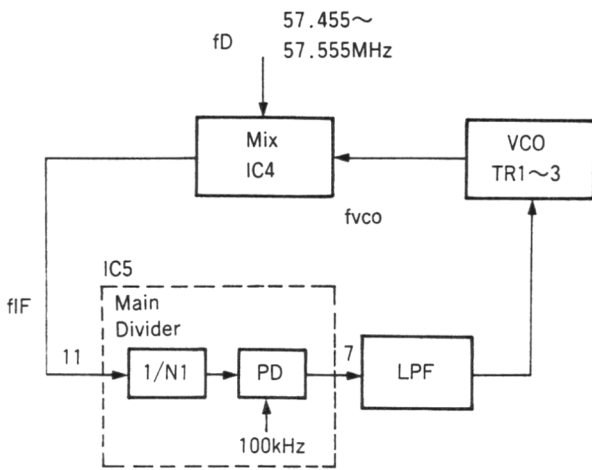 fD
57.455～
57.555MHz
Mix
IC4
VCO
TR1～3
fvco
IC5
fIF
Main
Divider
11
1/N1
PD
7
LPF
100kHz